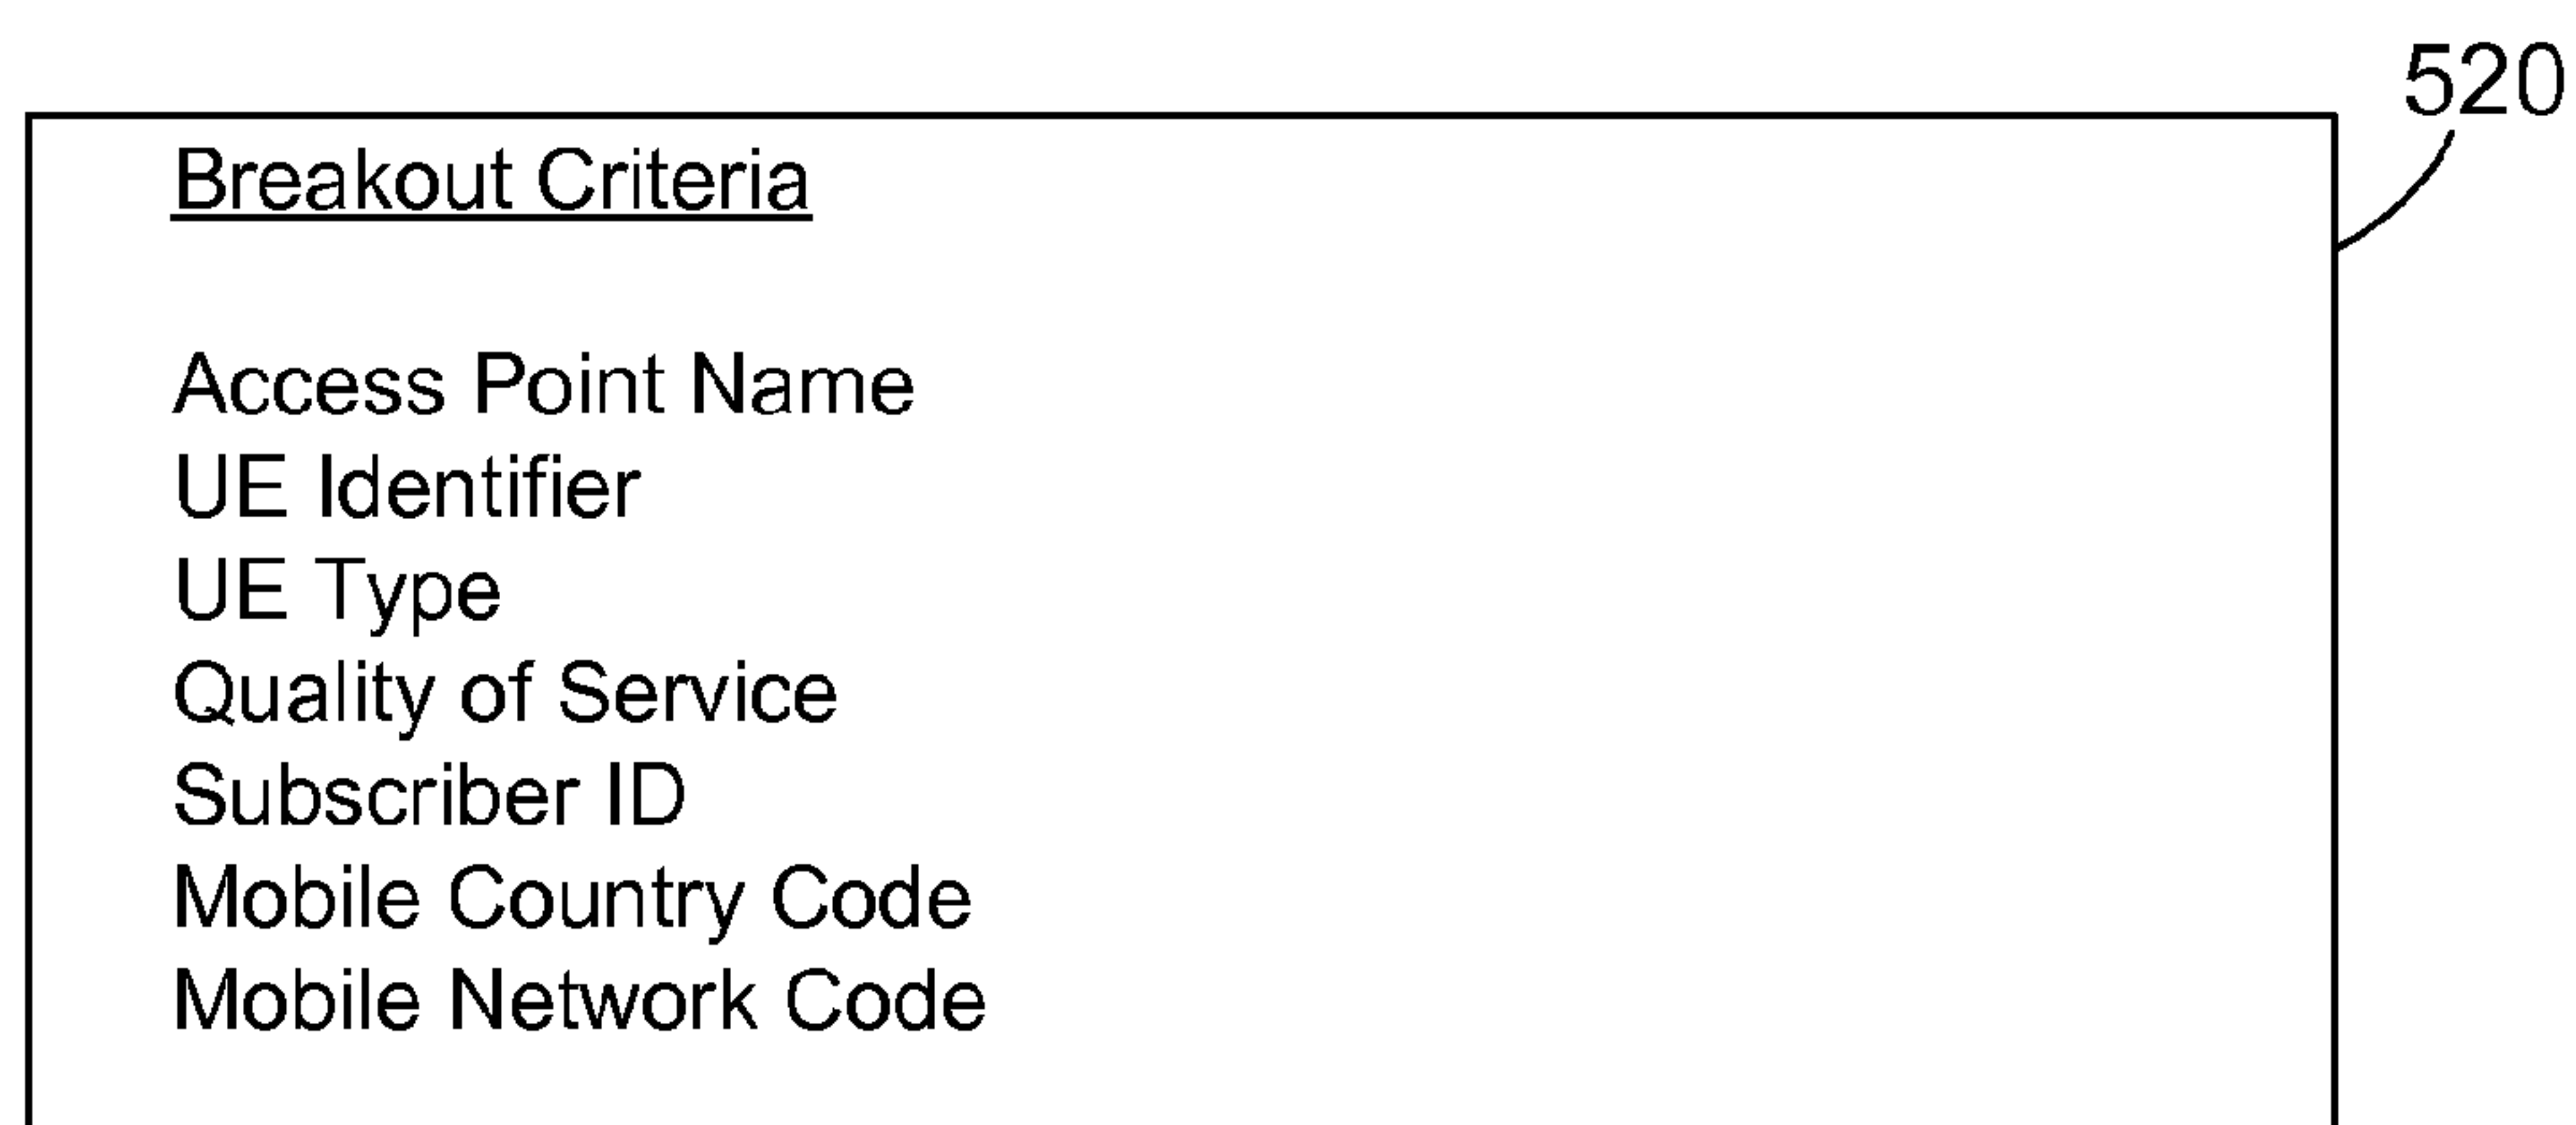 520
Breakout Criteria
Access Point Name
UE Identifier
UE Type
Quality of Service
Subscriber ID
Mobile Country Code
Mobile Network Code